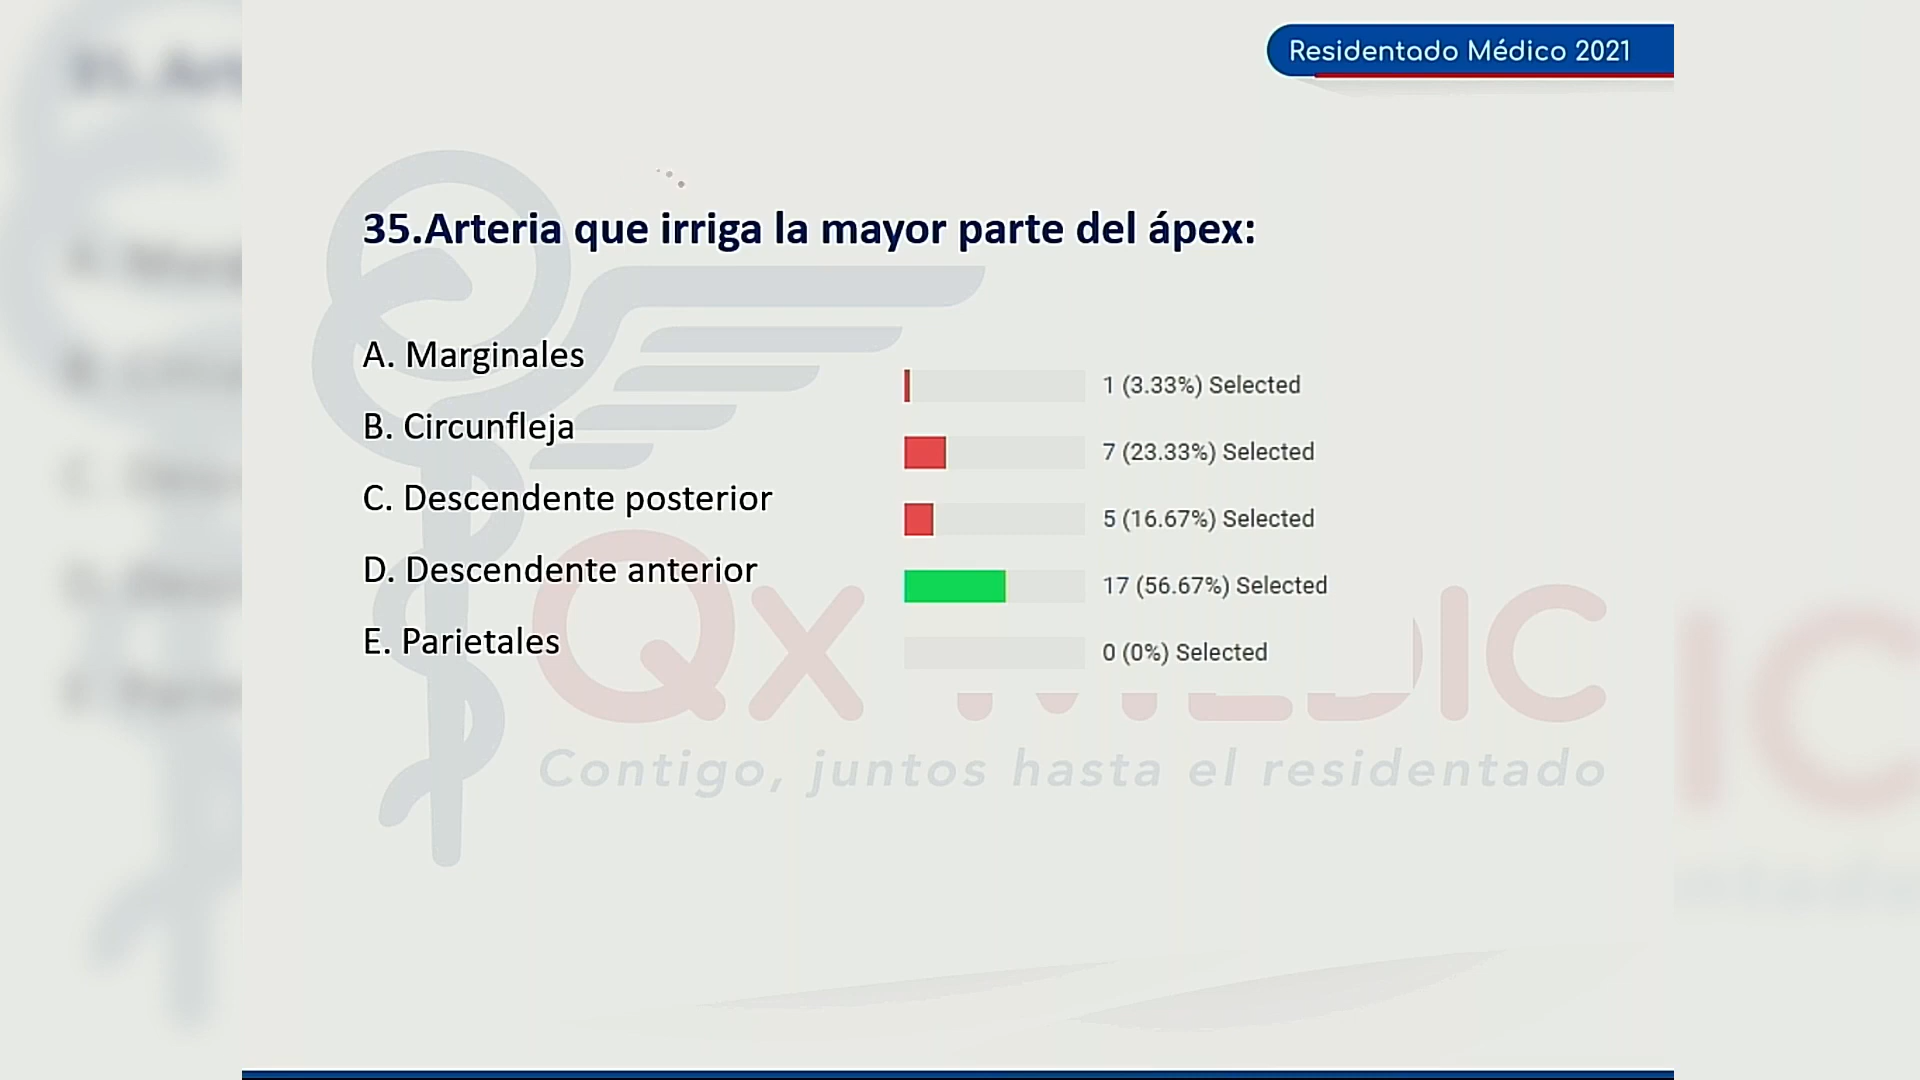 Residentado Médico 2021
35.Arteria que irriga la mayor parte del ápex:
A. Marginales
1 (3.33%) Selected
B. Circunfleja
7 (23.33%) Selected
C. Descendente posterior
5 (16.67%) Selected
D. Descendente anterior
17 (56.67%) Selected
E. Parietales
0 (0%) Selected
QX MEDIC
Contigo, juntos hasta el residentado